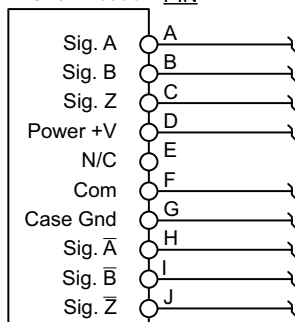 PIN
Sig. A A
Sig. B B
Sig. Z C
Power +V D
N/C E
Com F
Case Gnd G
Sig. A̅ H
Sig. B̅ I
Sig. Z̅ J